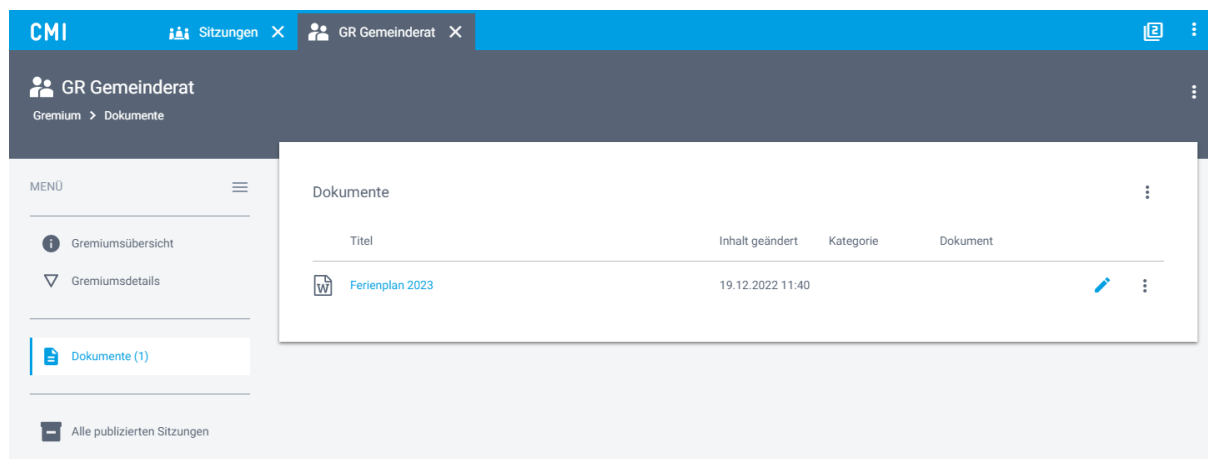 CMI Sitzungen GR Gemeinderat 2
GR Gemeinderat
Gremium > Dokumente
MENÜ
Gremiumsübersicht
Gremiumsdetails
Dokumente (1)
Alle publizierten Sitzungen
Dokumente
Titel Inhalt geändert Kategorie Dokument
W Ferienplan 2023 19.12.2022 11:40